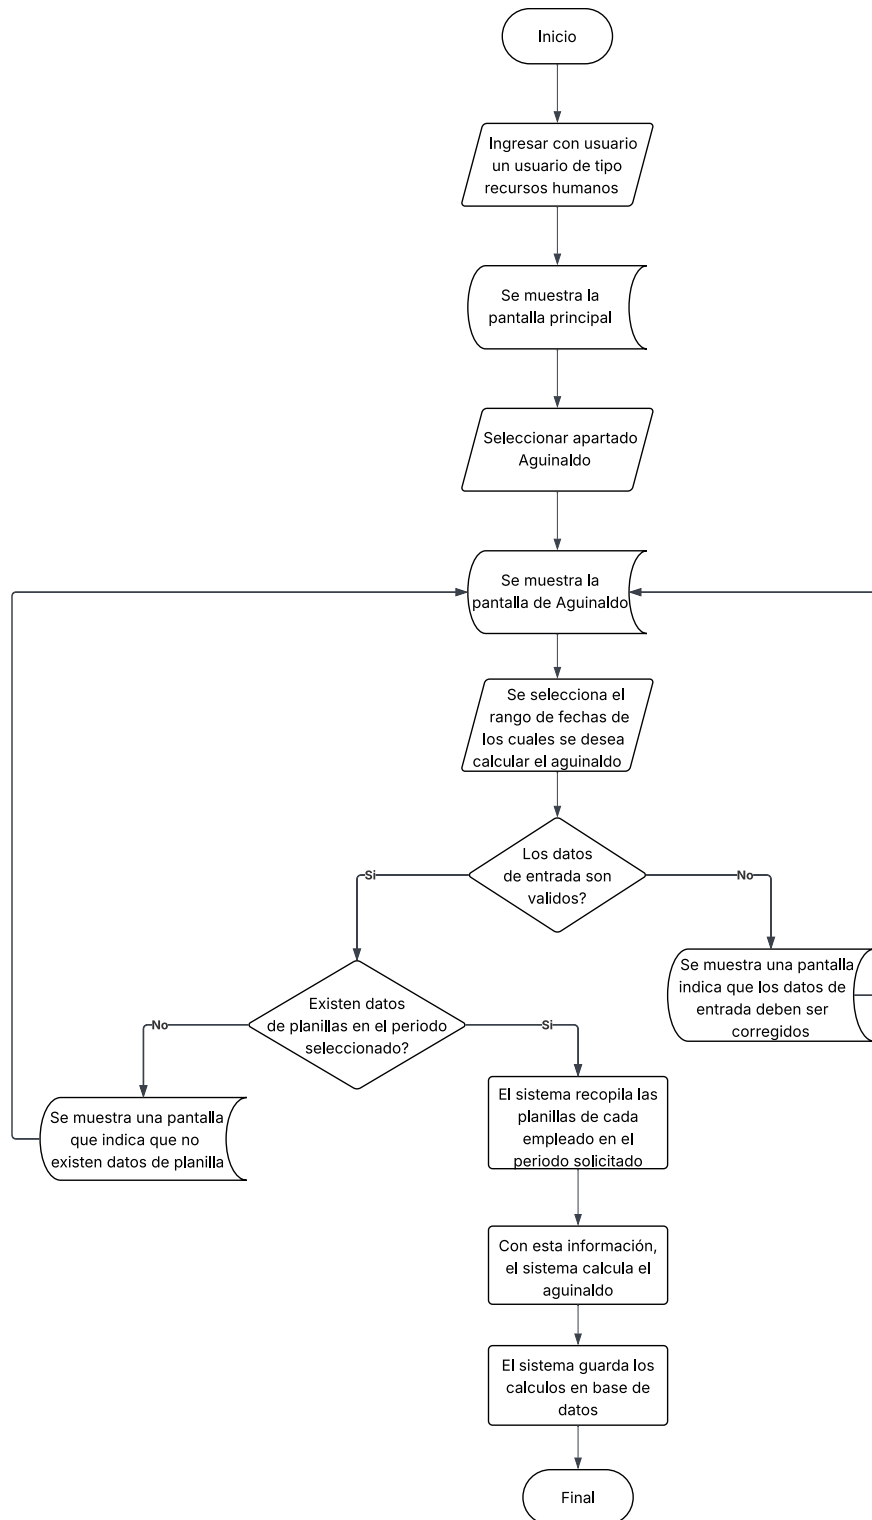 Inicio
Ingresar con usuario
un usuario de tipo
recursos humanos
Se muestra la
pantalla principal
Seleccionar apartado
Aguinaldo
Se muestra la
pantalla de Aguinaldo
Se selecciona el
rango de fechas de
los cuales se desea
calcular el aguinaldo
Los datos
de entrada son
validos?
Si
No
Se muestra una pantalla
indica que los datos de
entrada deben ser
corregidos
Existen datos
de planillas en el periodo
seleccionado?
No
Si
Se muestra una pantalla
que indica que no
existen datos de planilla
El sistema recopila las
planillas de cada
empleado en el
periodo solicitado
Con esta información,
el sistema calcula el
aguinaldo
El sistema guarda los
calculos en base de
datos
Final